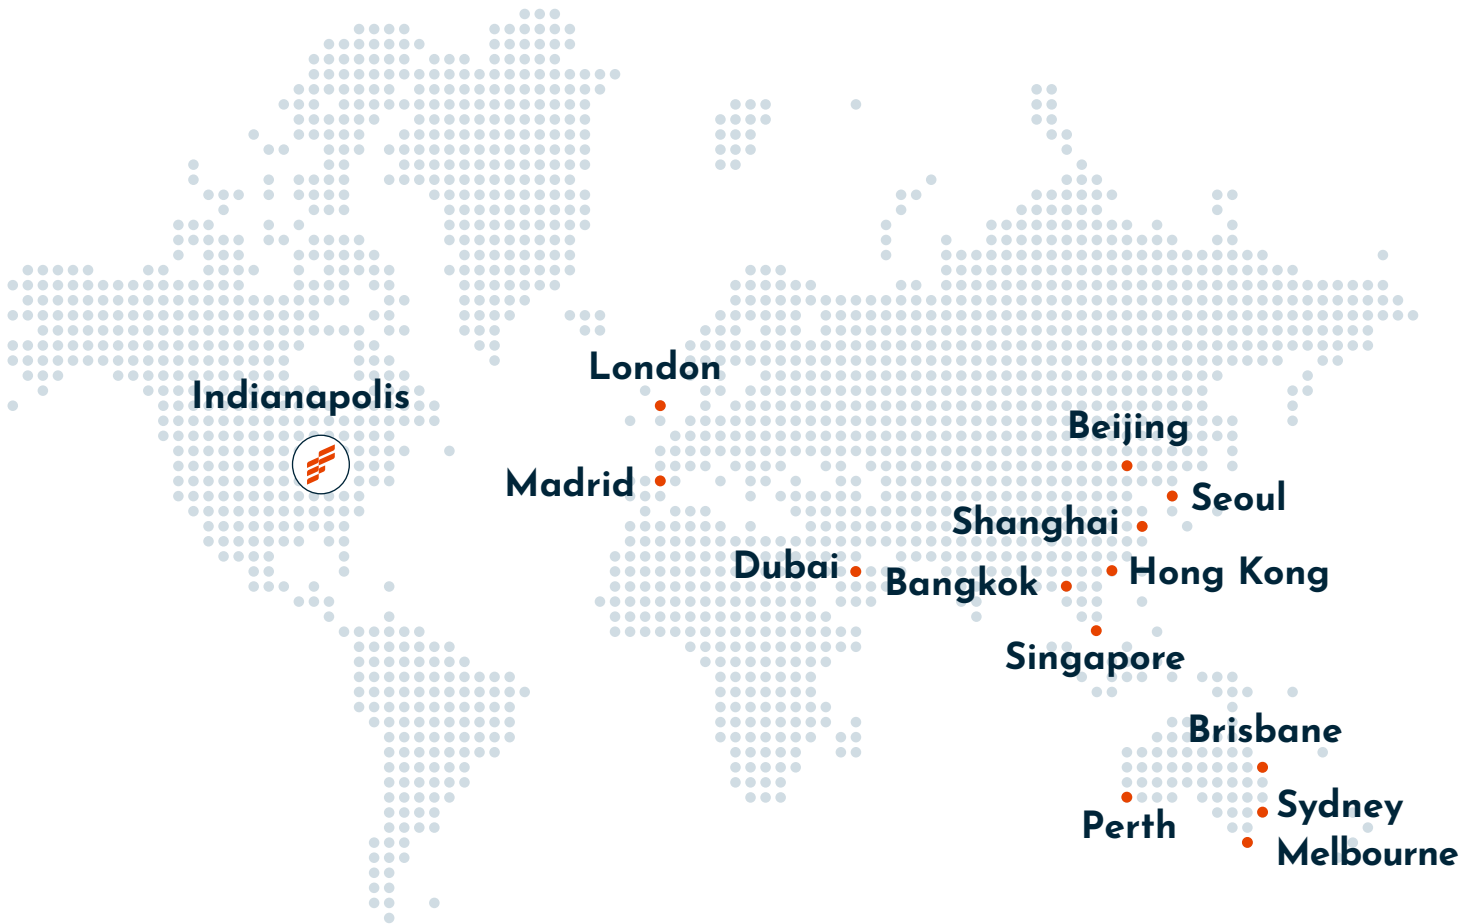 London
Indianapolis
Beijing
Madrid
Seoul
Shanghai
Dubai
Bangkok
Hong Kong
Singapore
Brisbane
Sydney
Perth
Melbourne